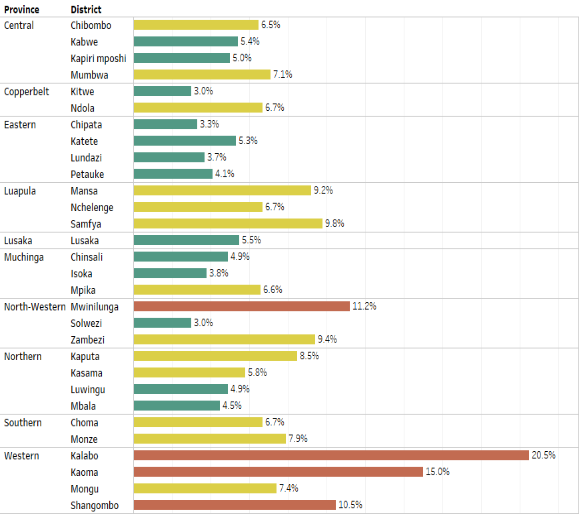 Province District
Central Chibombo 6.5%
Kabwe 5.4%
Kapiri mposhi 5.0%
Mumbwa 7.1%
Copperbelt Kitwe 3.0%
Ndola 6.7%
Eastern Chipata 3.3%
Katete 5.3%
Lundazi 3.7%
Petauke 4.1%
Luapula Mansa 9.2%
Nchelenge 6.7%
Samfya 9.8%
Lusaka Lusaka 5.5%
Muchinga Chinsali 4.9%
Isoka 3.8%
Mpika 6.6%
North-Western Mwinilunga 11.2%
Solwezi 3.0%
Zambezi 9.4%
Northern Kaputa 8.5%
Kasama 5.8%
Luwingu 4.9%
Mbala 4.5%
Southern Choma 6.7%
Monze 7.9%
Western Kalabo 20.5%
Kaoma 15.0%
Mongu 7.4%
Shangombo 10.5%